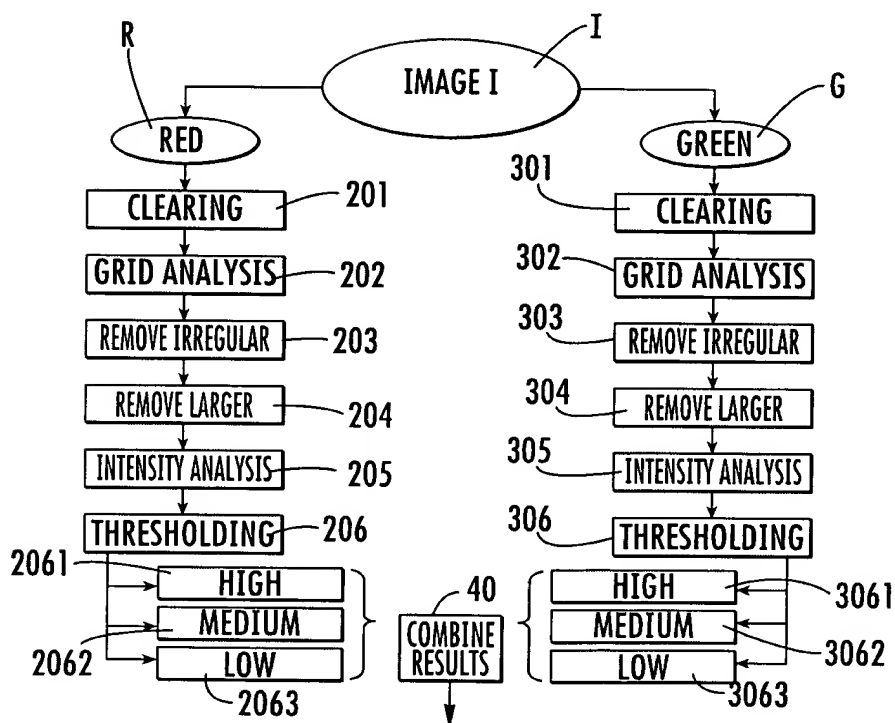 R
I
IMAGE I
G
RED
GREEN
CLEARING
201
301
CLEARING
GRID ANALYSIS
202
302
GRID ANALYSIS
REMOVE IRREGULAR
203
303
REMOVE IRREGULAR
REMOVE LARGER
204
304
REMOVE LARGER
INTENSITY ANALYSIS
205
305
INTENSITY ANALYSIS
THRESHOLDING
206
306
THRESHOLDING
2061
HIGH
MEDIUM
2062
LOW
2063
40
COMBINE
RESULTS
HIGH
3061
MEDIUM
3062
LOW
3063